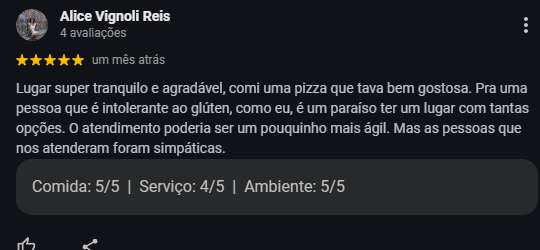 Alice Vignoli Reis
4 avaliações
um mês atrás
Lugar super tranquilo e agradável, comi uma pizza que tava bem gostosa. Pra uma
pessoa que é intolerante ao glúten, como eu, é um paraíso ter um lugar com tantas
opções. O atendimento poderia ser um pouquinho mais ágil. Mas as pessoas que
nos atenderam foram simpáticas.
Comida: 5/5 | Serviço: 4/5 | Ambiente: 5/5